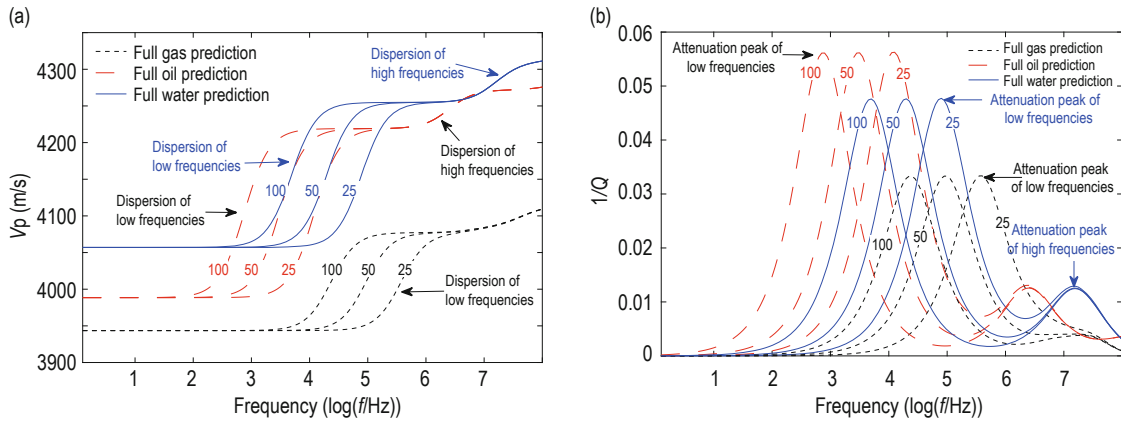 (a)
Full gas prediction
Full oil prediction
Full water prediction
Dispersion of
high frequencies
Dispersion of
low frequencies
Dispersion of
high frequencies
Dispersion of
low frequencies
100
50
25
100
50
25
100
50
25
Dispersion of
low frequencies
4300
4200
4100
4000
3900
Vp (m/s)
1
2
3
4
5
6
7
Frequency (log(f/Hz))
(b)
Attenuation peak of
low frequencies
Full gas prediction
Full oil prediction
Full water prediction
100
50
25
Attenuation peak of
low frequencies
100
50
25
Attenuation peak
of low frequencies
100
50
25
Attenuation peak
of high frequencies
0.06
0.05
0.04
0.03
0.02
0.01
0
1/Q
1
2
3
4
5
6
7
Frequency (log(f/Hz))